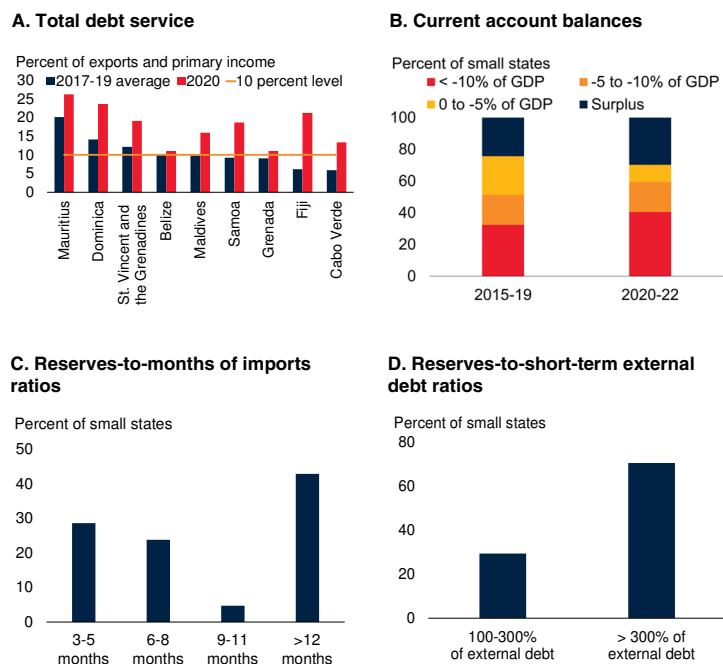 A. Total debt service
Percent of exports and primary income
2017-19 average 2020 10 percent level
30
25
20
15
10
5
0
Mauritius
Dominica
St. Vincent and
the Grenadines
Belize
Maldives
Samoa
Grenada
Fiji
Cabo Verde
B. Current account balances
Percent of small states
< -10% of GDP -5 to -10% of GDP
0 to -5% of GDP Surplus
100
80
60
40
20
0
2015-19 2020-22
C. Reserves-to-months of imports
ratios
Percent of small states
50
40
30
20
10
0
3-5
months
6-8
months
9-11
months
>12
months
D. Reserves-to-short-term external
debt ratios
Percent of small states
80
60
40
20
0
100-300%
of external debt
> 300% of
external debt